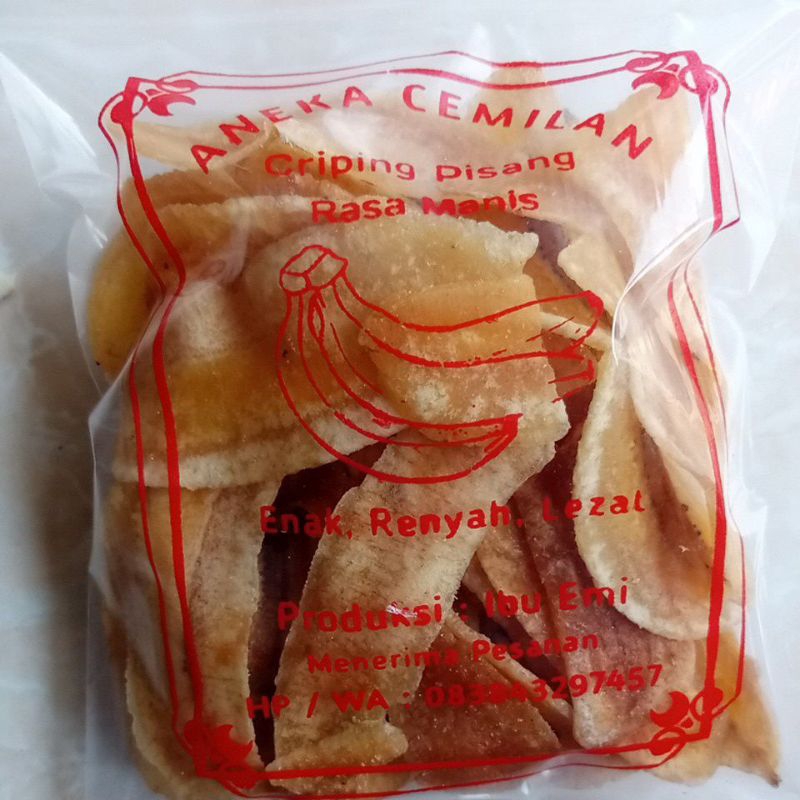 ANEKA CEMILAN
Criping Pisang
Rasa Manis
Enak, Renyah, Lezat
Produksi : Ibu Emi
Menerima Pesanan
HP / WA : 083843297457